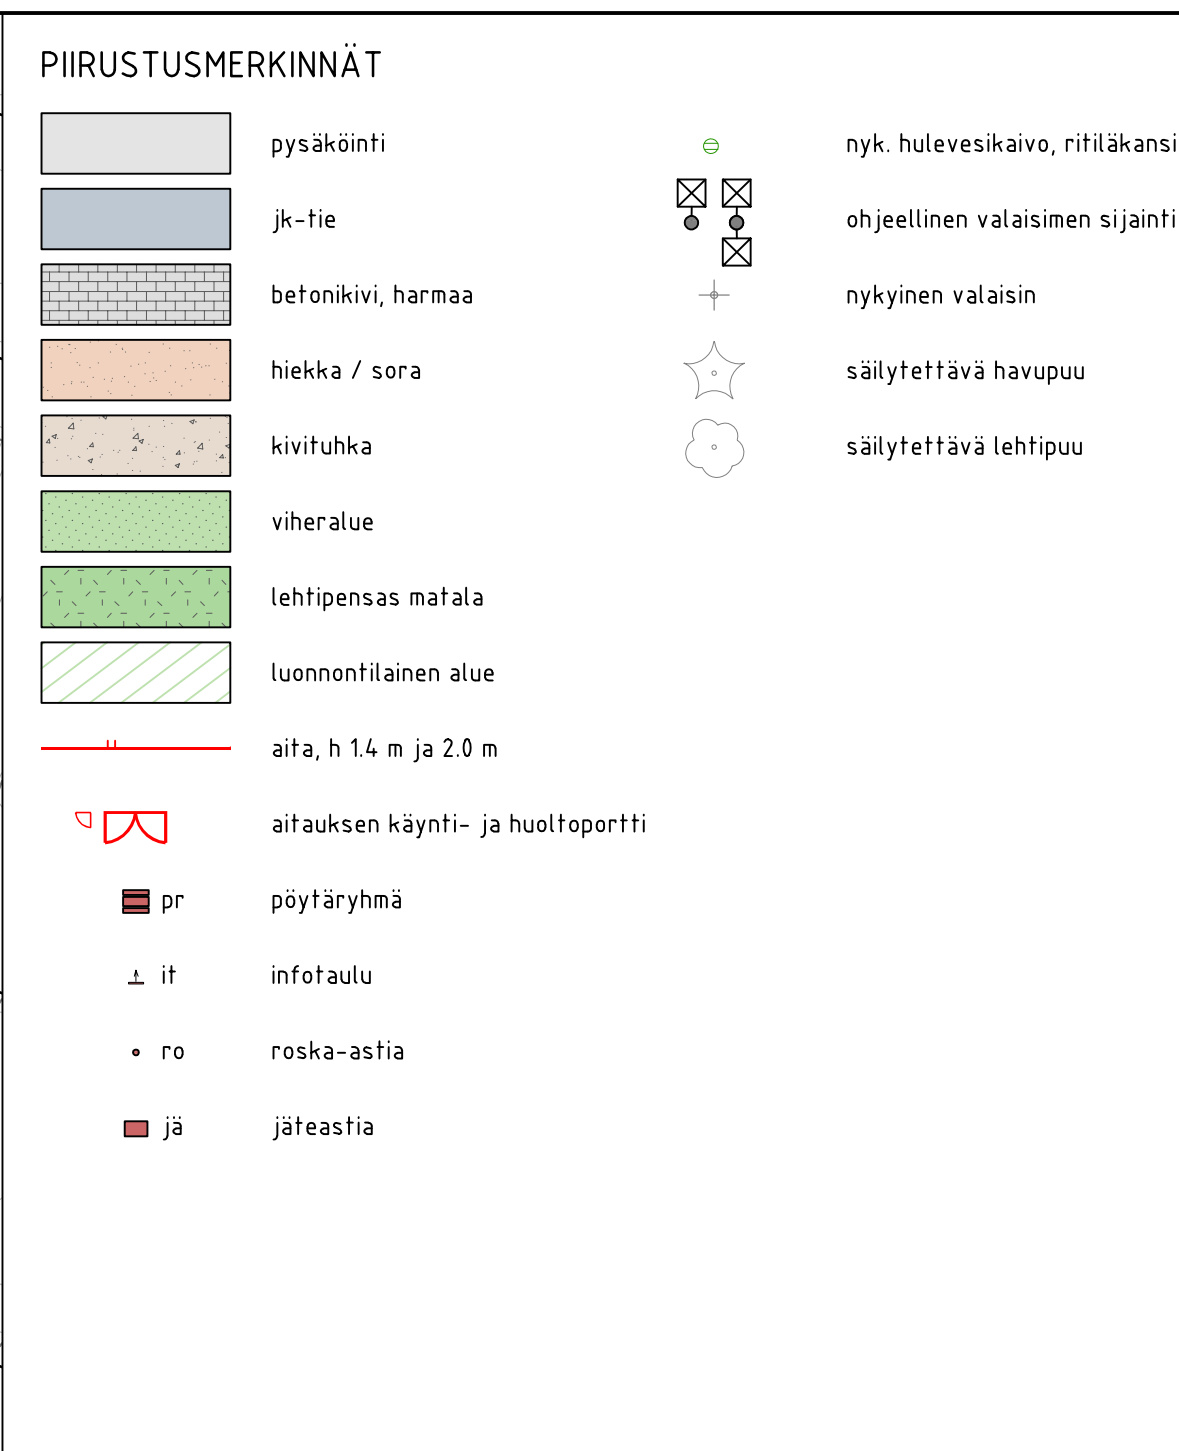 PIIRUSTUSMERKINNÄT
pysäköinti
jk-tie
betonikivi, harmaa
hiekka / sora
kivituhka
viheralue
lehtipensas matala
luonnontilainen alue
aita, h 1.4 m ja 2.0 m
aitauksen käynti- ja huoltoportti
pr pöytäryhmä
it infotaulu
ro roska-astia
jä jäteastia
nyk. hulevesikaivo, ritiläkansi
ohjeellinen valaisimen sijainti
nykyinen valaisin
säilytettävä havupuu
säilytettävä lehtipuu